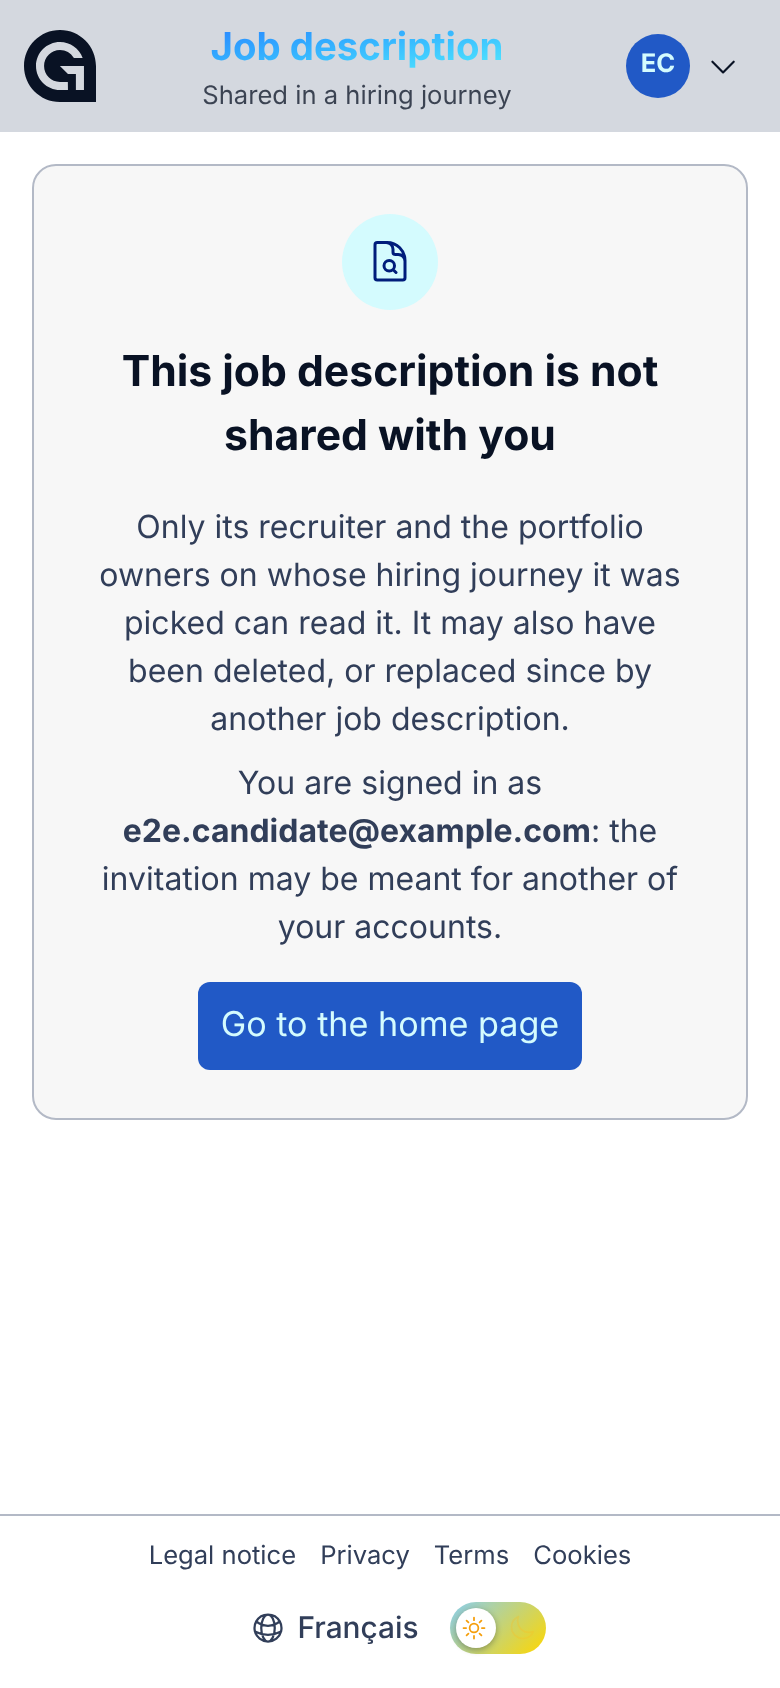 Job description
Shared in a hiring journey
EC
This job description is not
shared with you
Only its recruiter and the portfolio
owners on whose hiring journey it was
picked can read it. It may also have
been deleted, or replaced since by
another job description.
You are signed in as
e2e.candidate@example.com: the
invitation may be meant for another of
your accounts.
Go to the home page
Legal notice Privacy Terms Cookies
Français